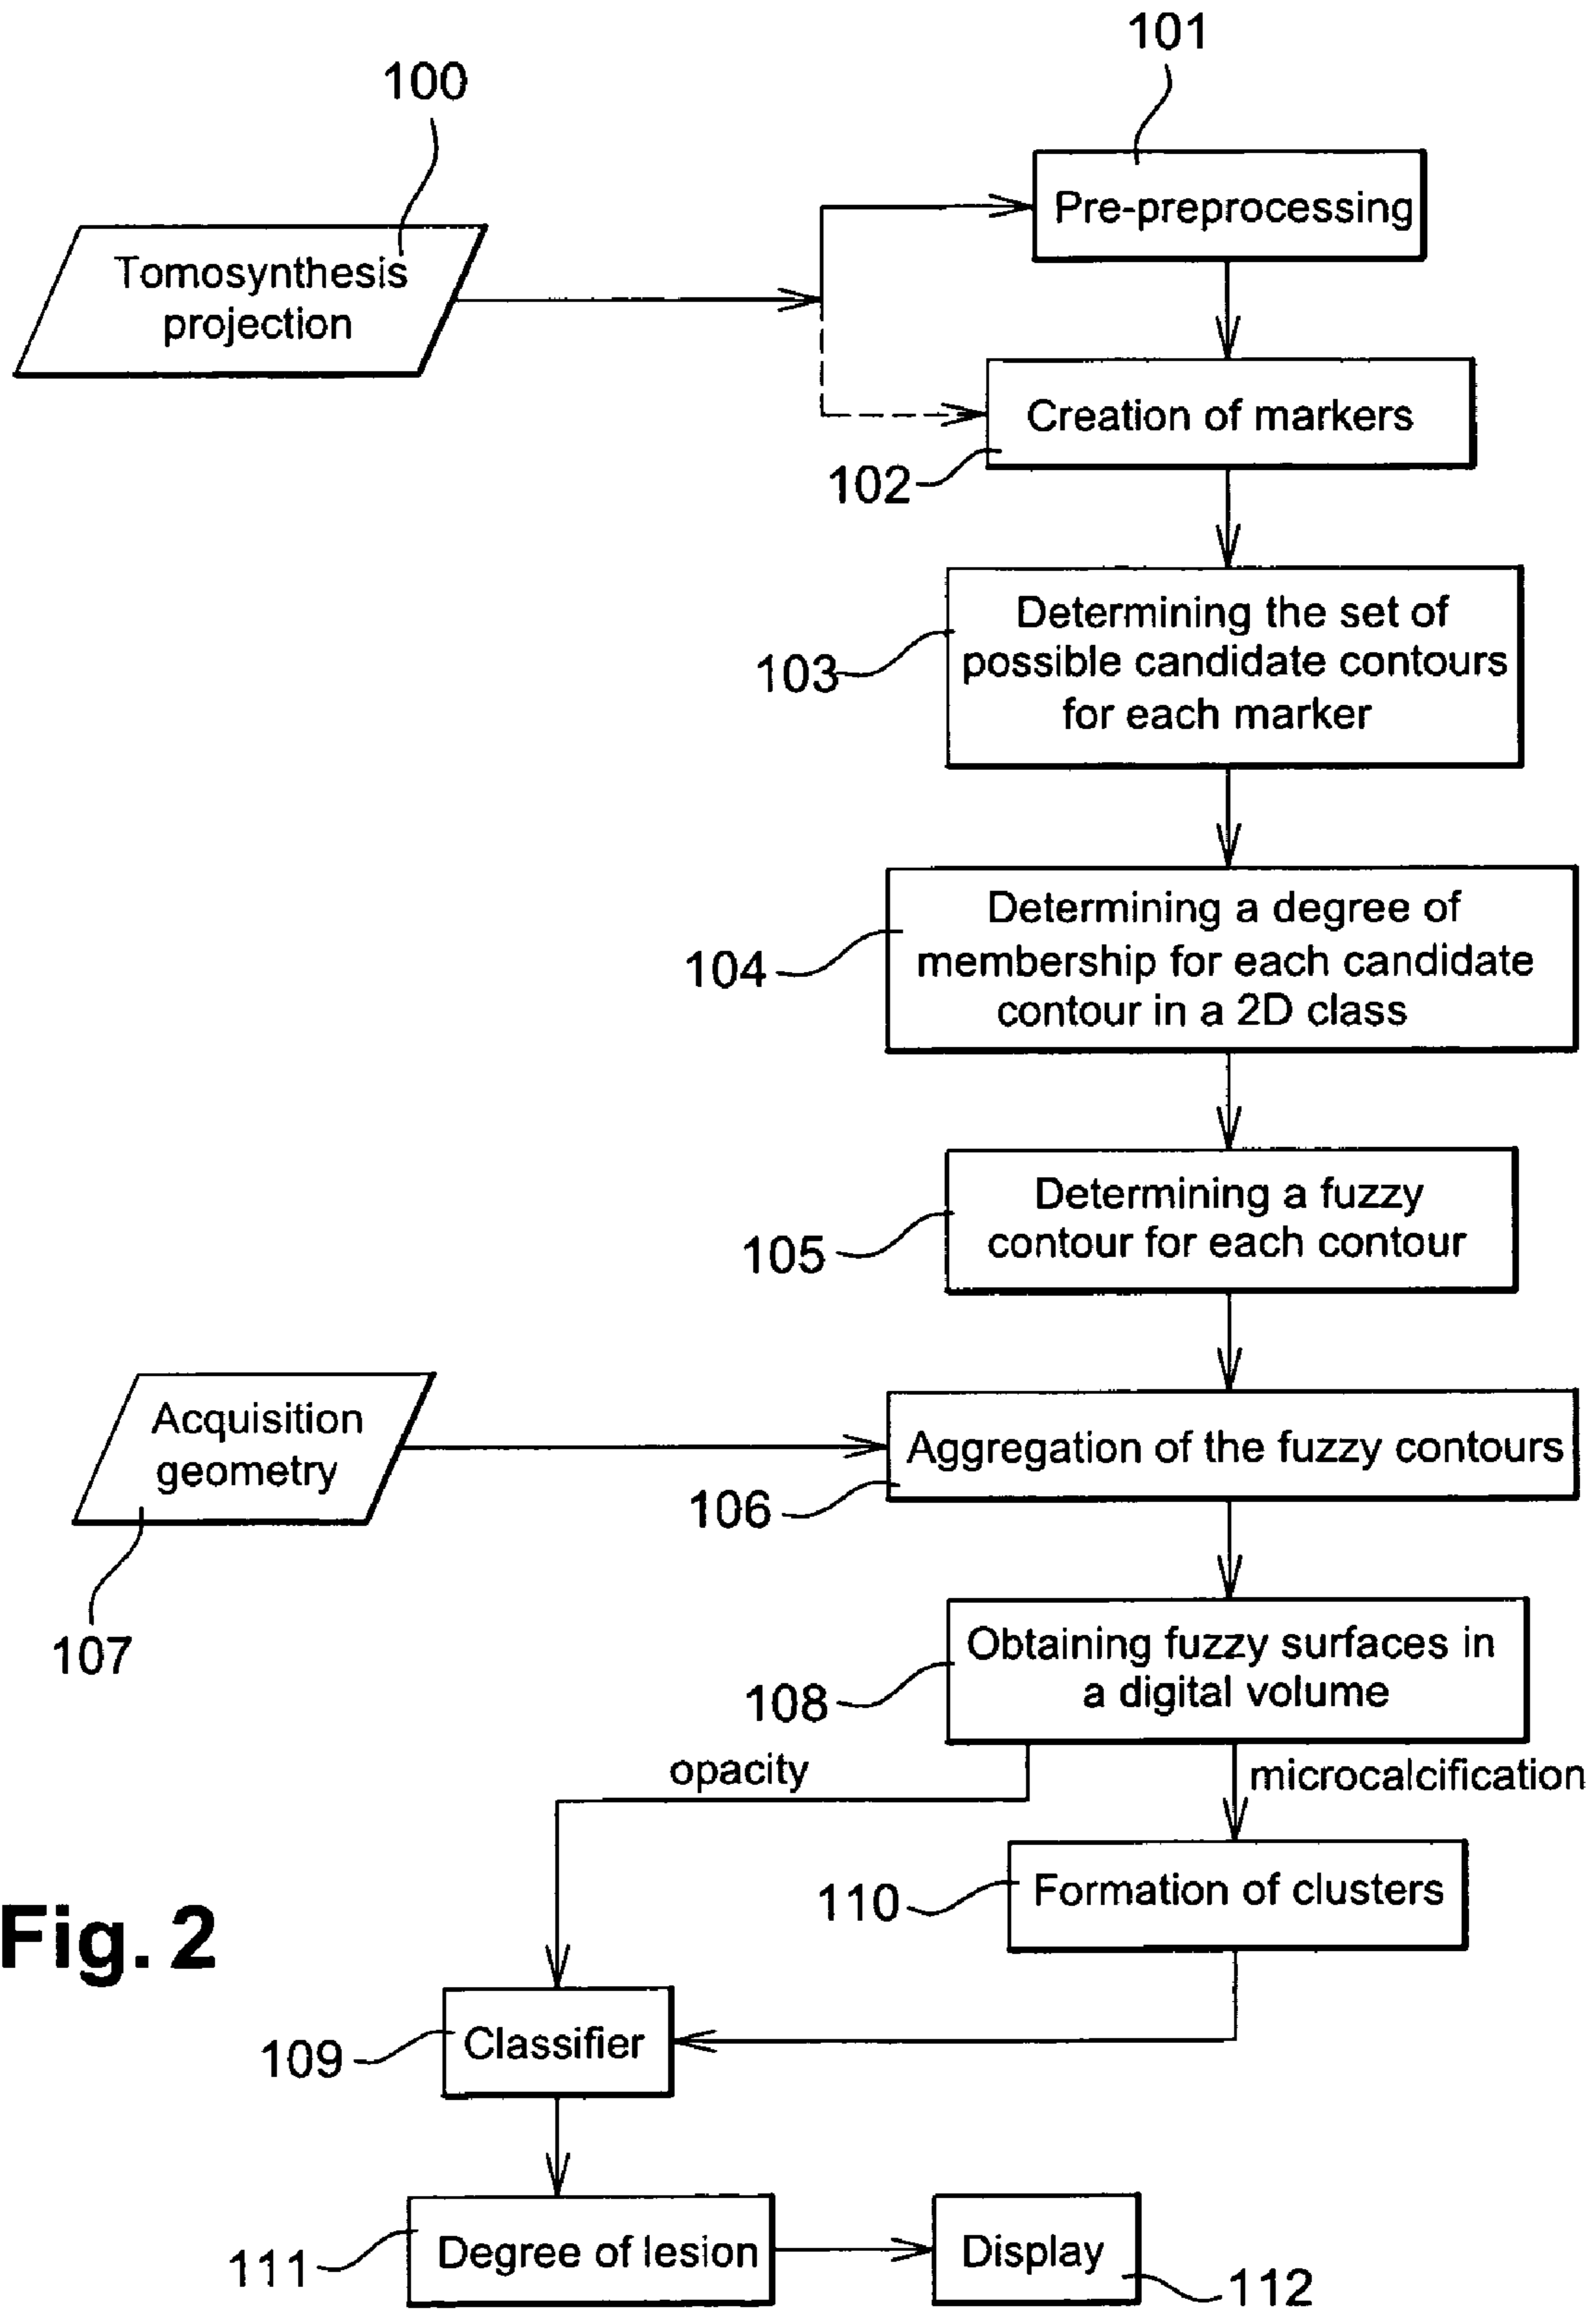 101
100
Pre-preprocessing
Tomosynthesis
projection
Creation of markers
102
Determining the set of
possible candidate contours
for each marker
103
Determining a degree of
membership for each candidate
contour in a 2D class
104
Determining a fuzzy
contour for each contour
105
Acquisition
geometry
107
Aggregation of the fuzzy contours
106
Obtaining fuzzy surfaces in
a digital volume
108
opacity
microcalcification
Formation of clusters
110
Fig. 2
Classifier
109
Degree of lesion
111
Display
112